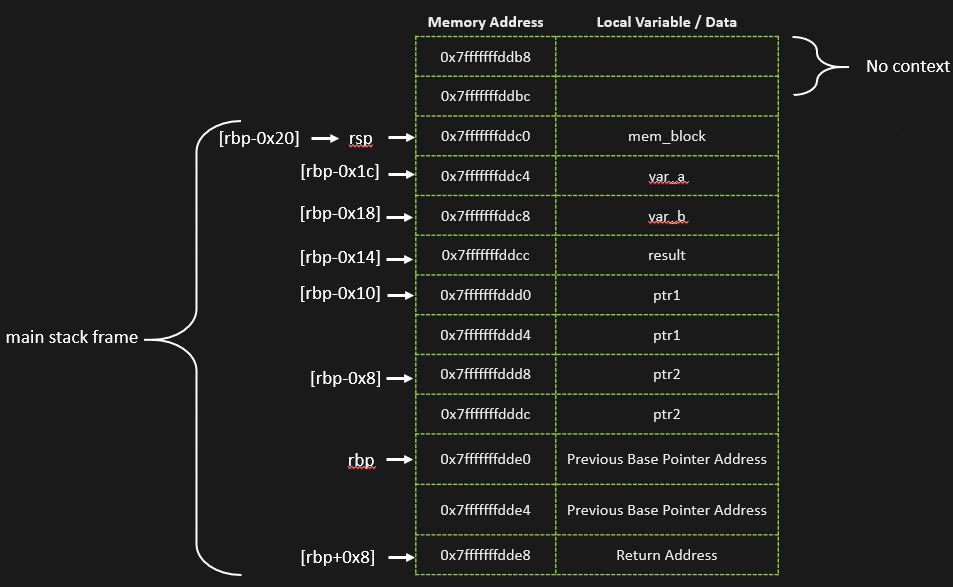 Memory Address Local Variable / Data
0x7fffffffddb8
No context
0x7fffffffddbc
[rbp-0x20] rsp 0x7fffffffddc0 mem_block
[rbp-0x1c] 0x7fffffffddc4 var_a
[rbp-0x18] 0x7fffffffddc8 var_b
[rbp-0x14] 0x7fffffffddcc result
[rbp-0x10] 0x7fffffffddd0 ptr1
main stack frame 0x7fffffffddd4 ptr1
[rbp-0x8] 0x7fffffffddd8 ptr2
0x7fffffffdddc ptr2
rbp 0x7fffffffdde0 Previous Base Pointer Address
0x7fffffffdde4 Previous Base Pointer Address
[rbp+0x8] 0x7fffffffdde8 Return Address